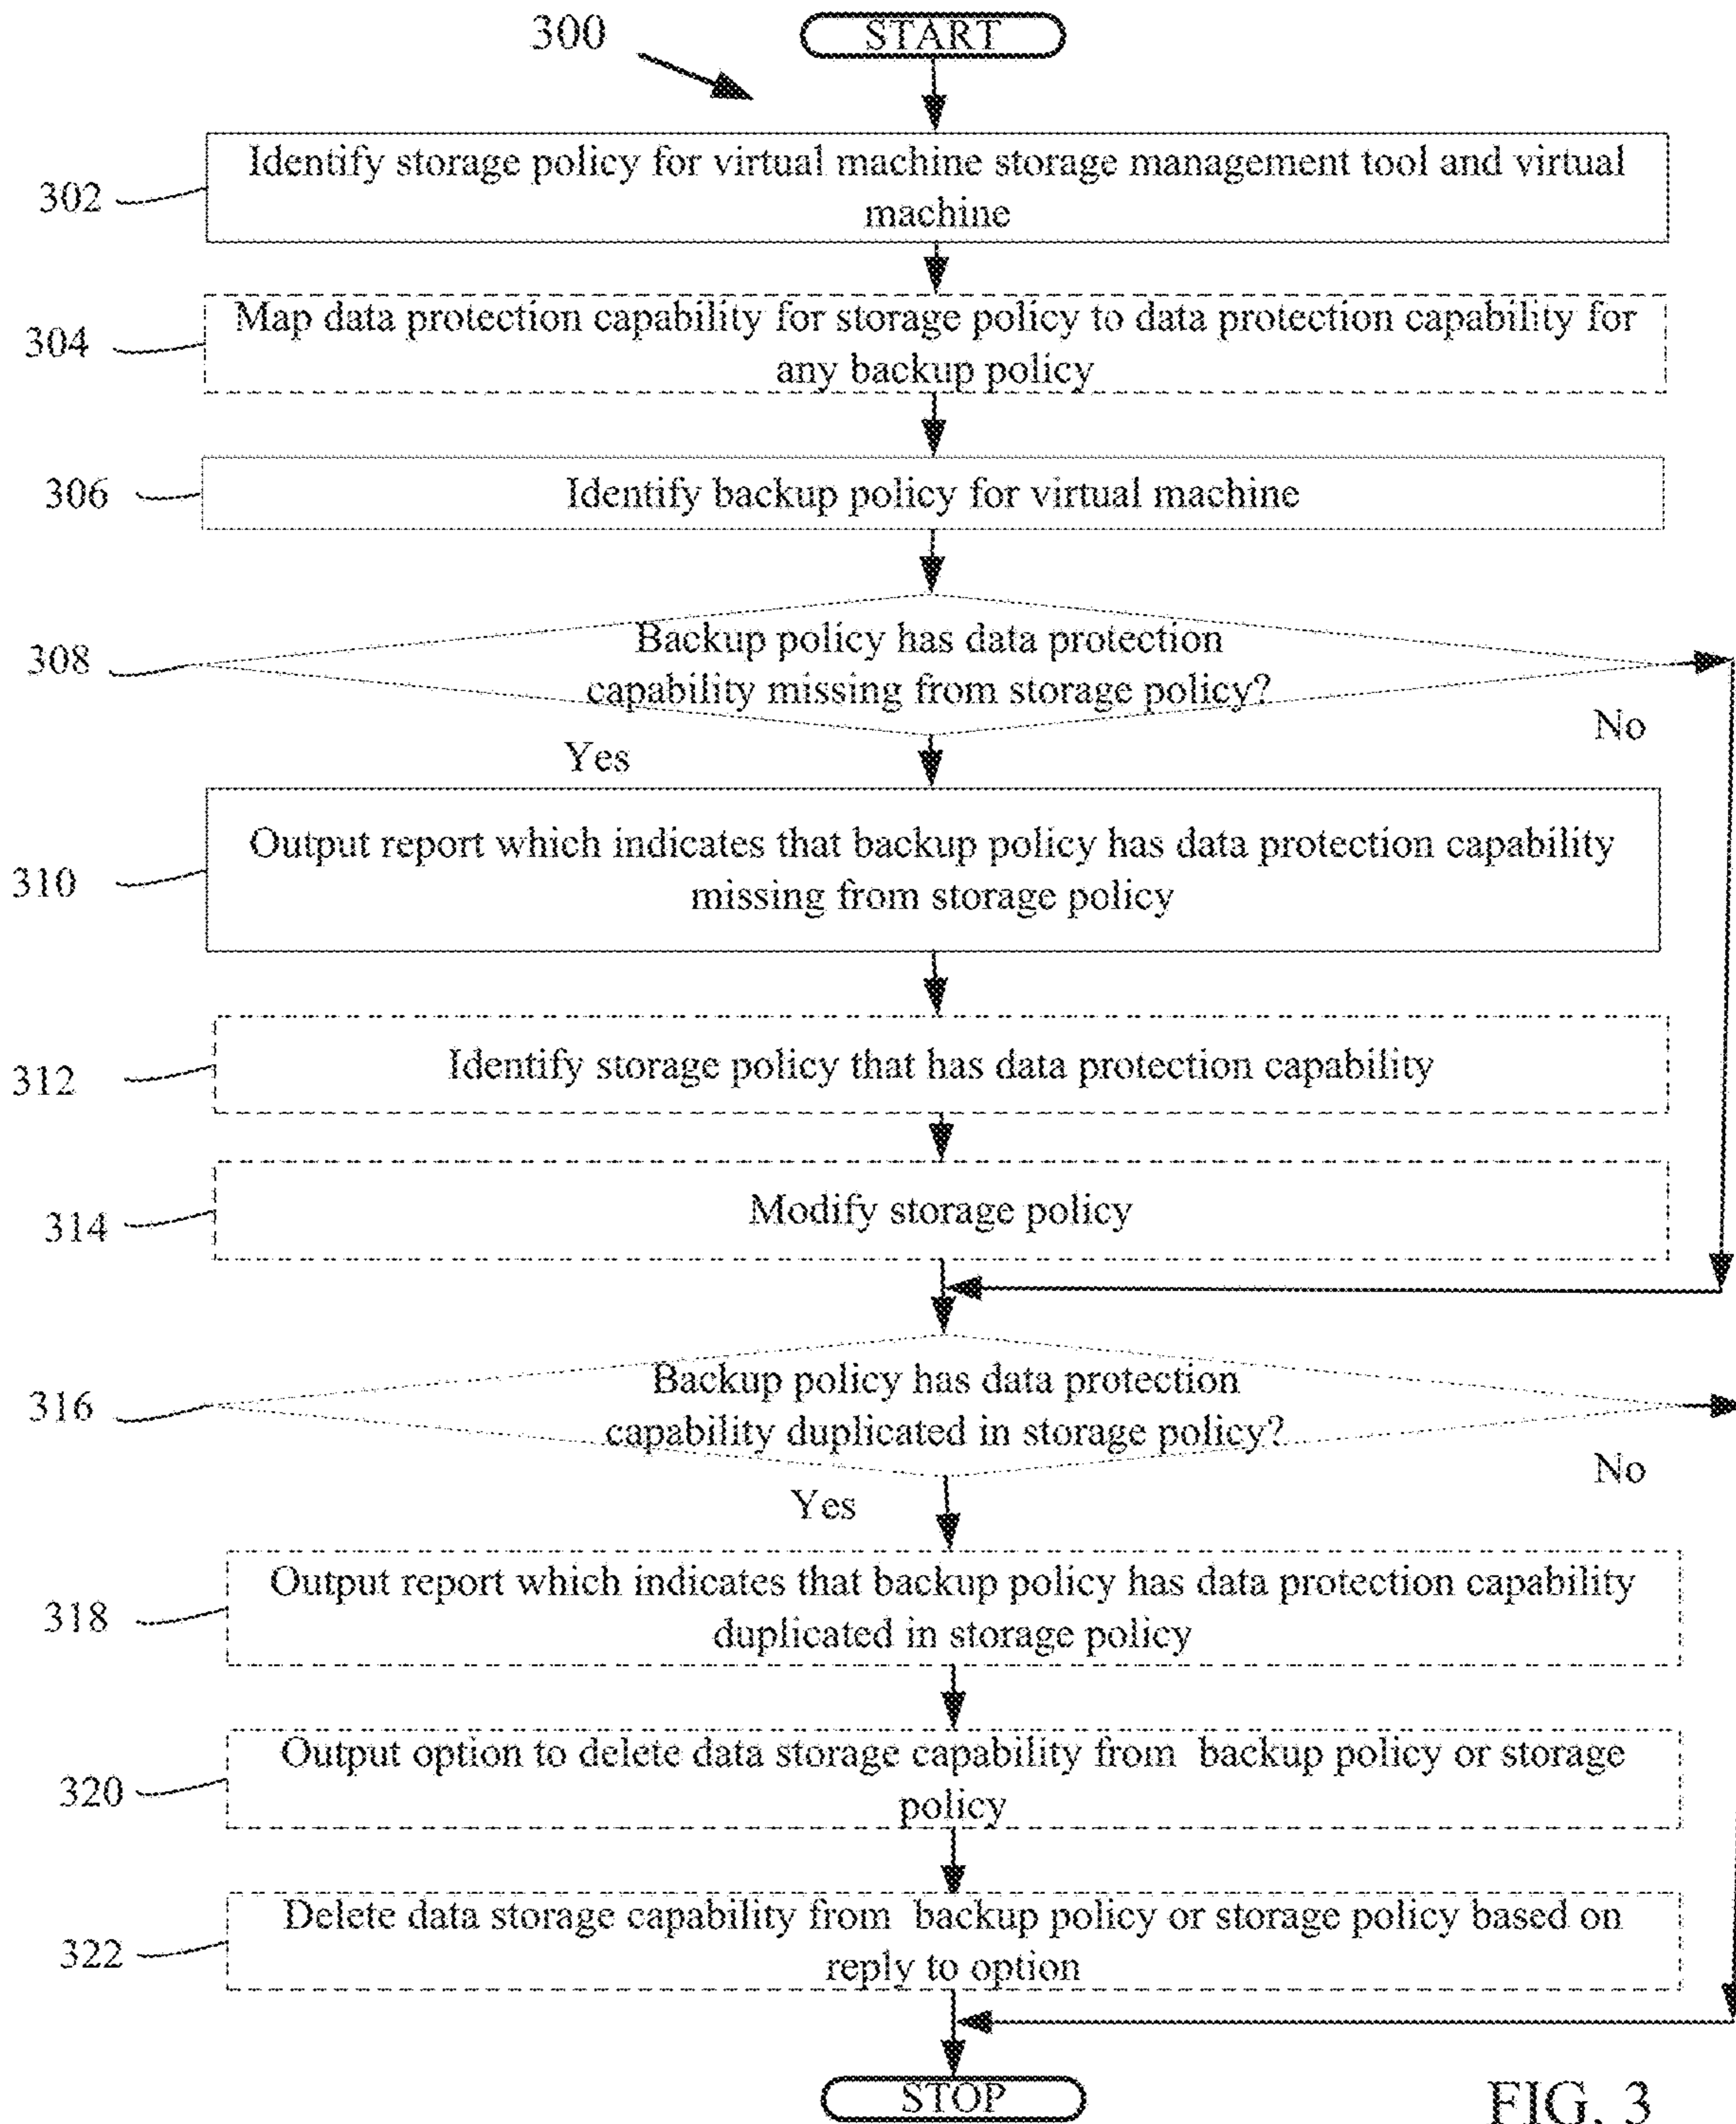 300
START
302
Identify storage policy for virtual machine storage management tool and virtual
machine
304
Map data protection capability for storage policy to data protection capability for
any backup policy
306
Identify backup policy for virtual machine
308
Backup policy has data protection
capability missing from storage policy?
No
Yes
310
Output report which indicates that backup policy has data protection capability
missing from storage policy
312
Identify storage policy that has data protection capability
314
Modify storage policy
316
Backup policy has data protection
capability duplicated in storage policy?
No
Yes
318
Output report which indicates that backup policy has data protection capability
duplicated in storage policy
320
Output option to delete data storage capability from backup policy or storage
policy
322
Delete data storage capability from backup policy or storage policy based on
reply to option
STOP
FIG. 3